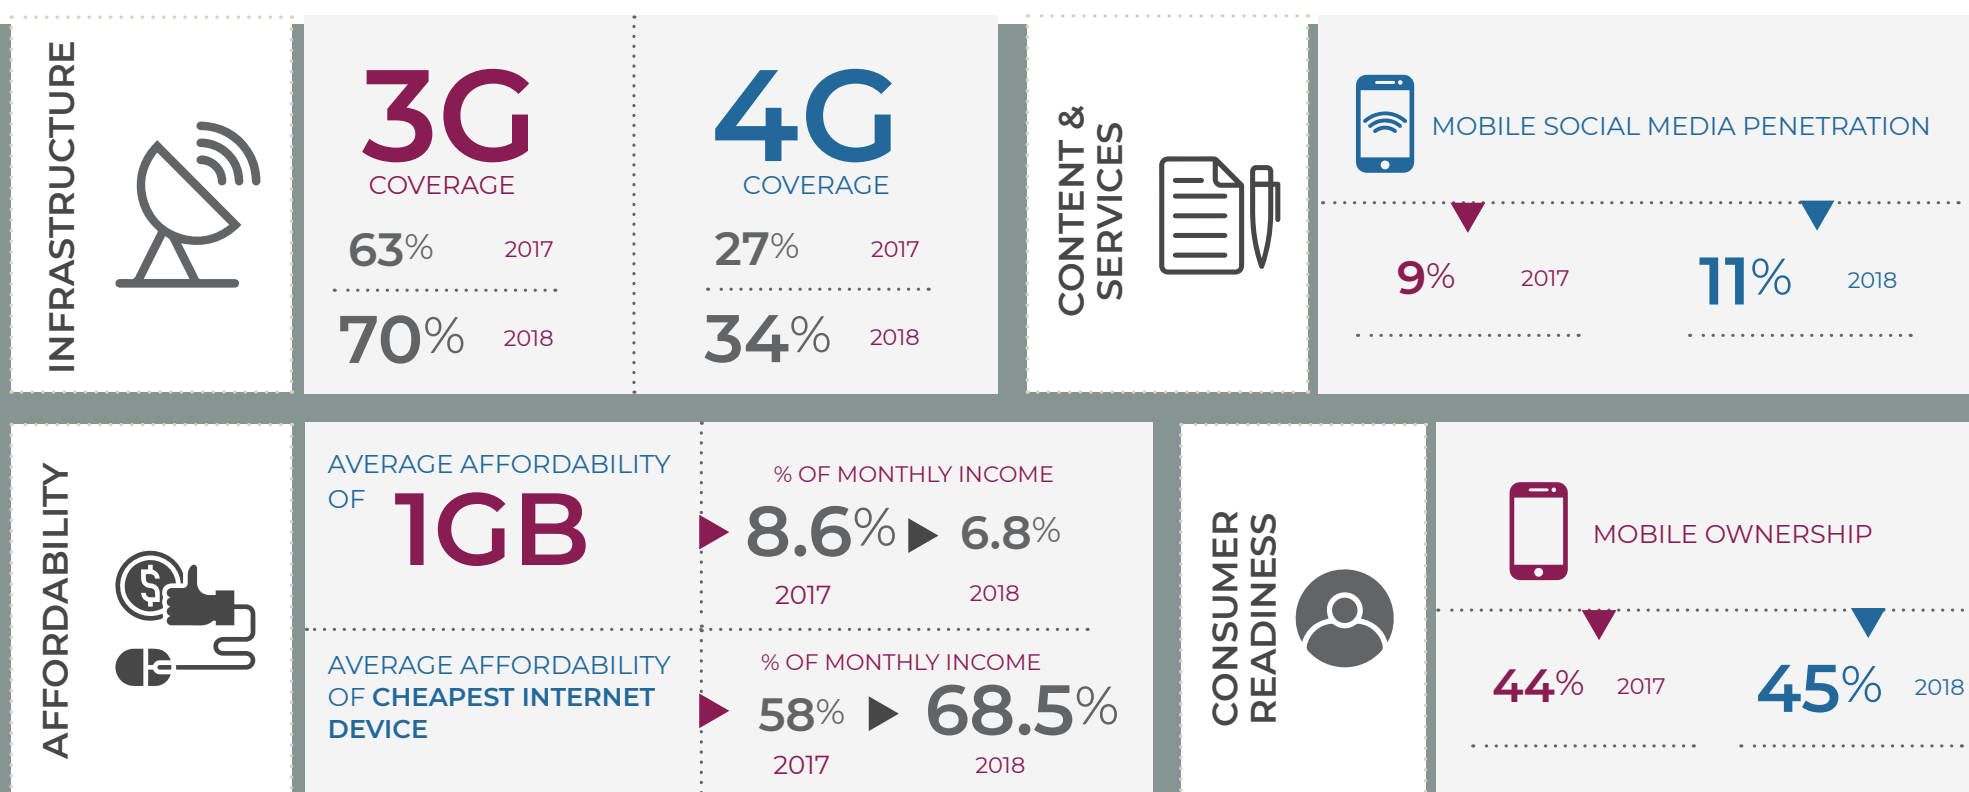 INFRASTRUCTURE
3G
COVERAGE
63% 2017
70% 2018
4G
COVERAGE
27% 2017
34% 2018
CONTENT &
SERVICES
MOBILE SOCIAL MEDIA PENETRATION
9% 2017
11% 2018
AFFORDABILITY
$
AVERAGE AFFORDABILITY
OF 1GB
% OF MONTHLY INCOME
8.6% 6.8%
2017 2018
AVERAGE AFFORDABILITY
OF CHEAPEST INTERNET
DEVICE
% OF MONTHLY INCOME
58% 68.5%
2017 2018
CONSUMER
READINESS
MOBILE OWNERSHIP
44% 2017
45% 2018